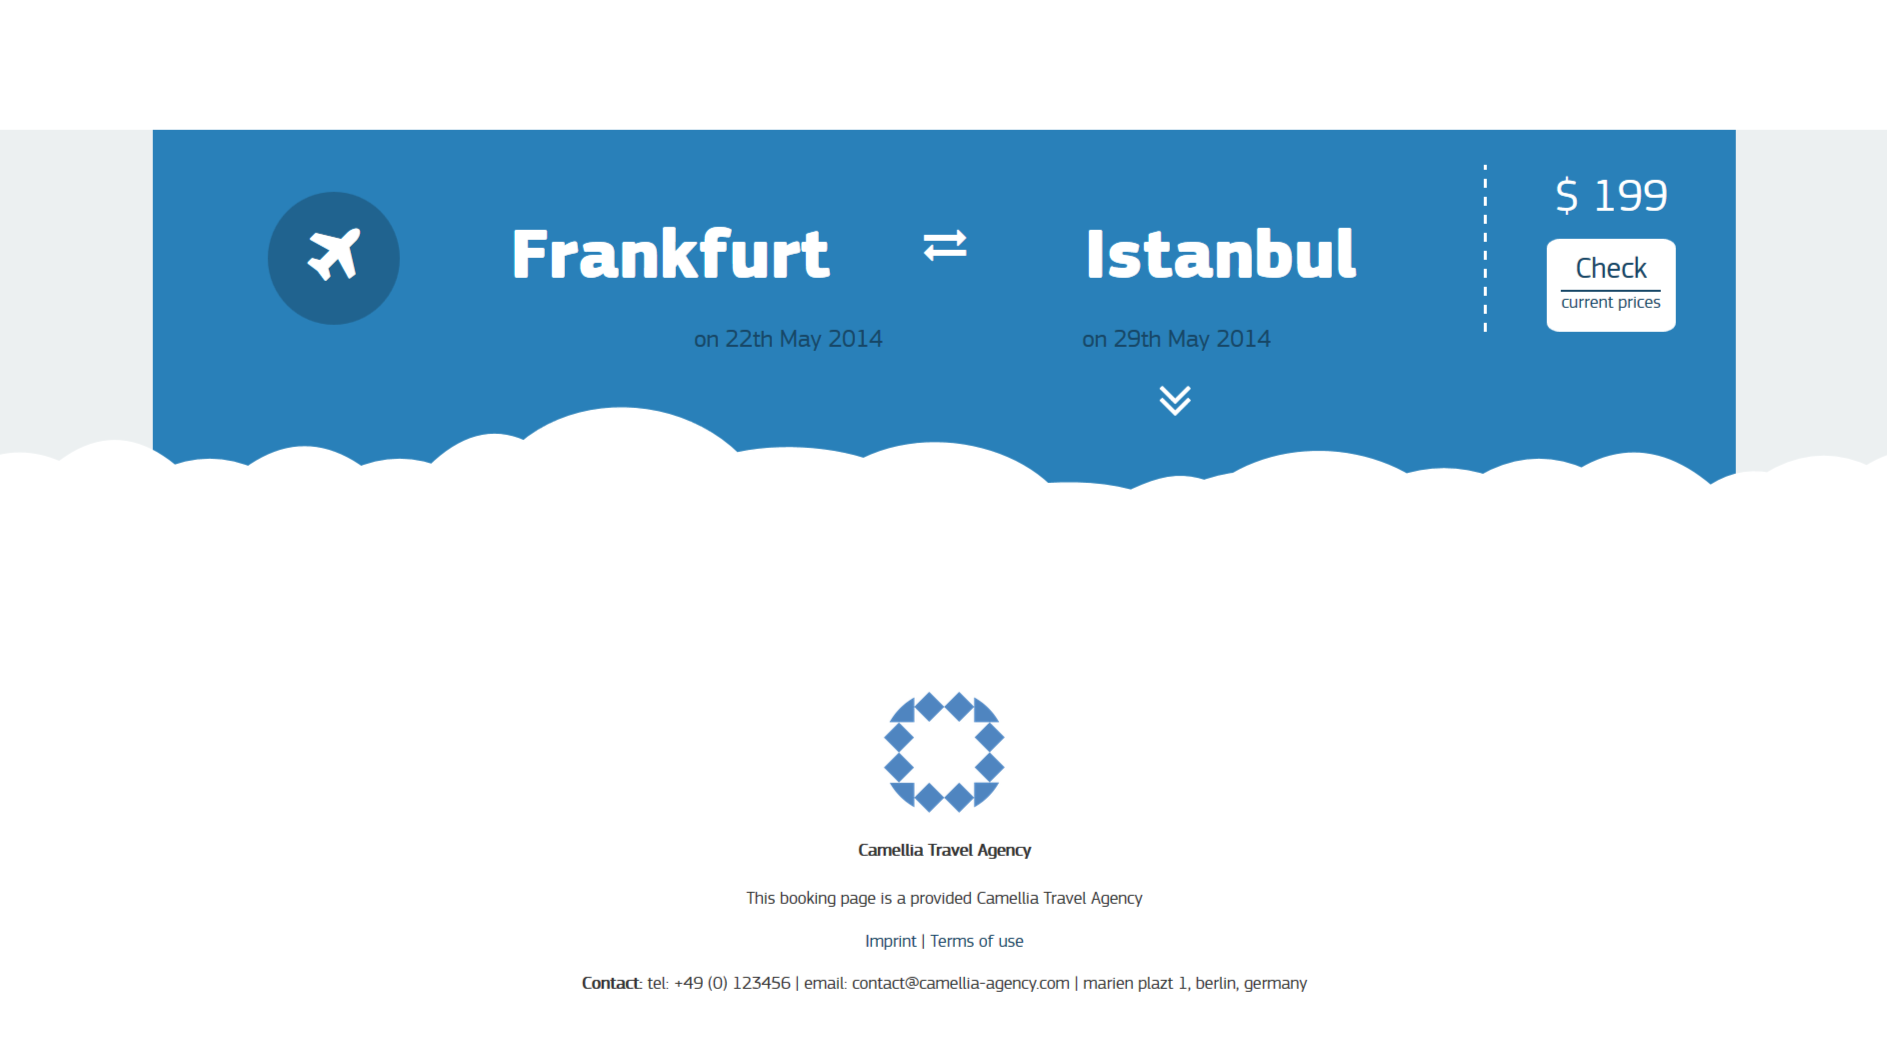 $ 199
Frankfurt
Istanbul
Check
current prices
on 22th May 2014
on 29th May 2014
Camellia Travel Agency
This booking page is a provided Camellia Travel Agency
Imprint | Terms of use
Contact: tel: +49 (0) 123456 | email: contact@camellia-agency.com | marien plazt 1, berlin, germany